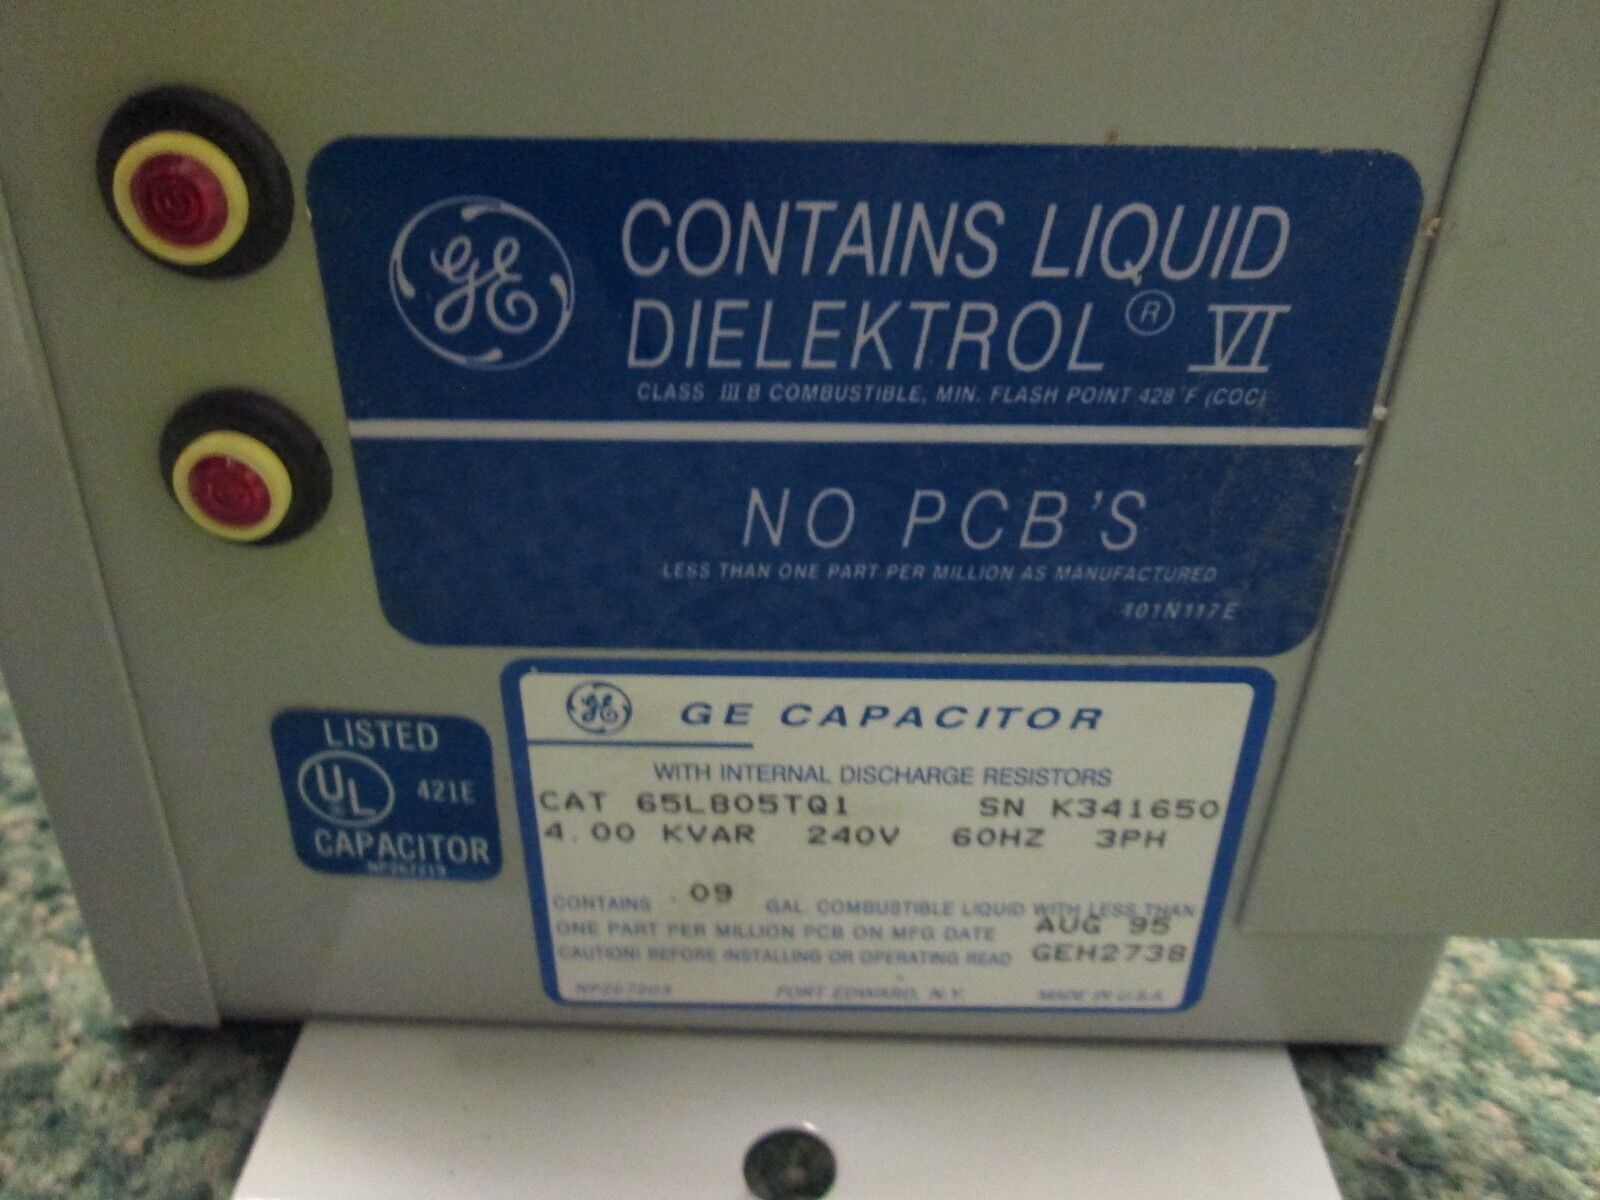 GE
CONTAINS LIQUID
DIELEKTROL® VI
CLASS III B COMBUSTIBLE, MIN. FLASH POINT 428°F (COC)
NO PCB'S
LESS THAN ONE PART PER MILLION AS MANUFACTURED
101N117E
LISTED
UL
®
421E
CAPACITOR
GE
GE CAPACITOR
WITH INTERNAL DISCHARGE RESISTORS
CAT 65L805TQ1 SN K341650
4.00 KVAR 240V 60HZ 3PH
CONTAINS .09 GAL. COMBUSTIBLE LIQUID WITH LESS THAN
ONE PART PER MILLION PCB ON MFG DATE AUG 95
CAUTION! BEFORE INSTALLING OR OPERATING READ GEH2738
NP267203 FORT EDWARD, N.Y. MADE IN U.S.A.